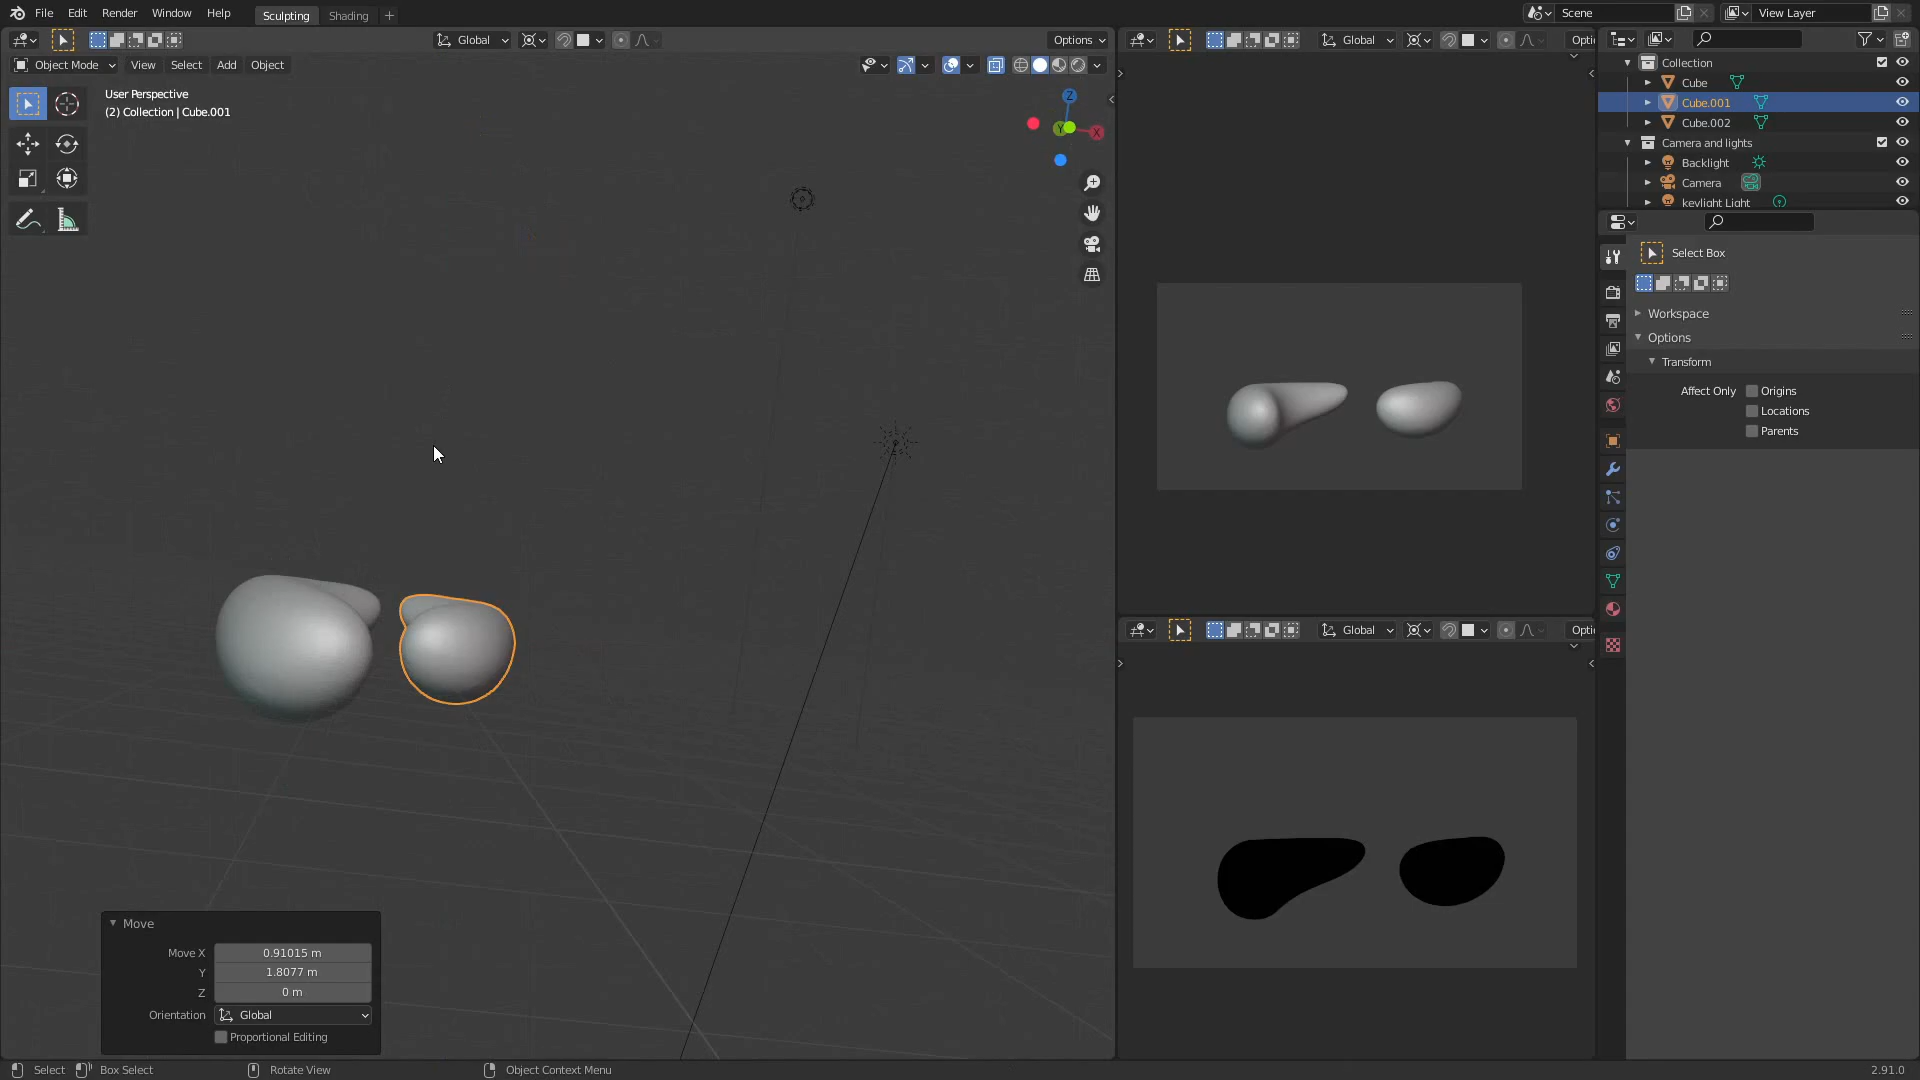 File Edit Render Window Help Sculpting Shading + Scene View Layer
Global Options
Object Mode View Select Add Object
User Perspective
(2) Collection | Cube.001
Z
Y X
Global Opti
Global Opti
Collection
Cube
Cube.001
Cube.002
Camera and lights
Backlight
Camera
keylight Light
Select Box
Workspace
Options
Transform
Affect Only Origins
Locations
Parents
Move
Move X 0.91015 m
Y 1.8077 m
Z 0 m
Orientation Global
Proportional Editing
Select Box Select Rotate View Object Context Menu 2.91.0